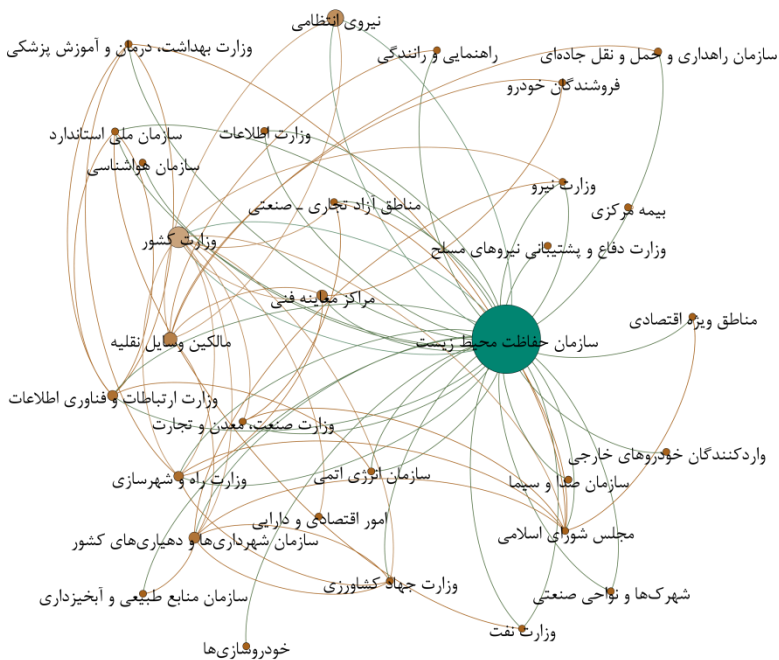 نیروی انتظامی
وزارت بهداشت، درمان و آموزش پزشکی
راهنمایی و رانندگی
سازمان راهداری و حمل و نقل جاده‌ای
فروشندگان خودرو
سازمان ملی استاندارد
وزارت اطلاعات
سازمان هواشناسی
وزارت نیرو
مناطق آزاد تجاری ـ صنعتی
بیمه مرکزی
وزارت کشور
وزارت دفاع و پشتیبانی نیروهای مسلح
مراکز معاینه فنی
مناطق ویژه اقتصادی
مالکین وسایل نقلیه
سازمان حفاظت محیط زیست
وزارت ارتباطات و فناوری اطلاعات
وزارت صنعت، معدن و تجارت
واردکنندگان خودروهای خارجی
وزارت راه و شهرسازی
سازمان انرژی اتمی
سازمان صدا و سیما
امور اقتصادی و دارایی
مجلس شورای اسلامی
سازمان شهرداری‌ها و دهیاری‌های کشور
وزارت جهاد کشاورزی
سازمان منابع طبیعی و آبخیزداری
شهرک‌ها و نواحی صنعتی
وزارت نفت
خودروسازی‌ها